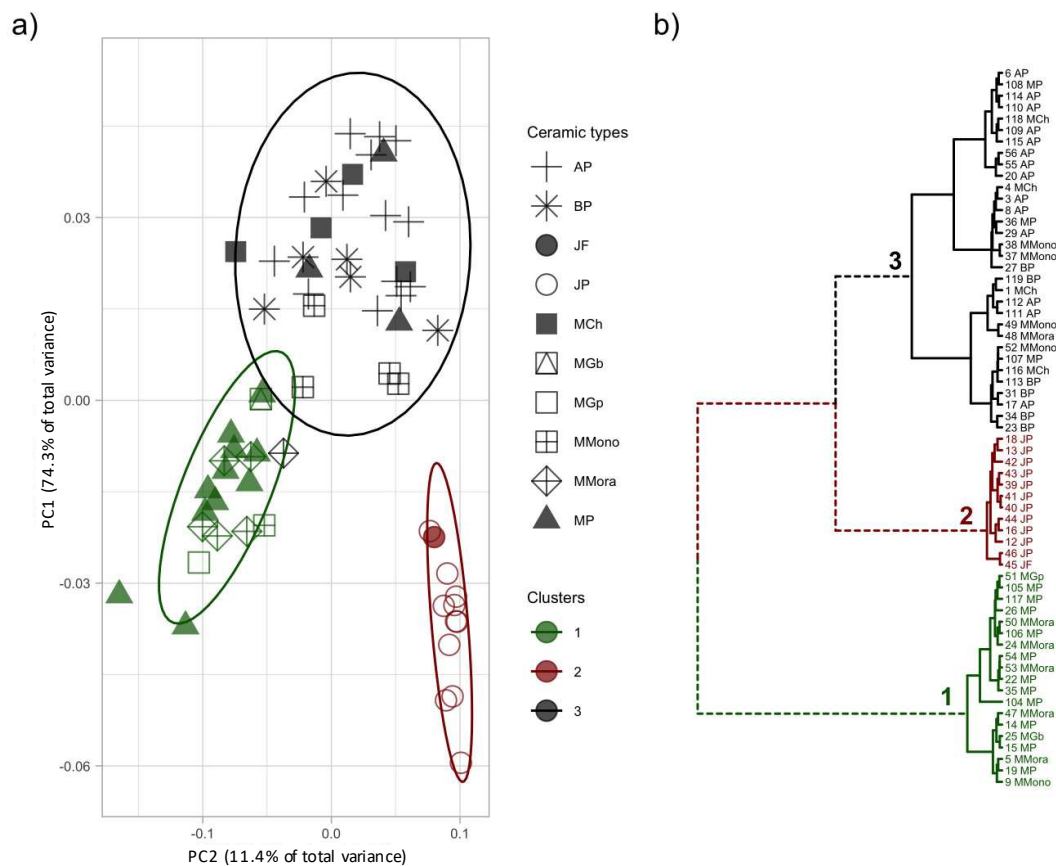 a)
b)
0.03
0.00
-0.03
-0.06
-0.1
0.0
0.1
PC1 (74.3% of total variance)
PC2 (11.4% of total variance)
Ceramic types
AP
BP
JF
JP
MCh
MGb
MGp
MMono
MMora
MP
Clusters
1
2
3
3
2
1
6 AP
108 MP
114 AP
110 AP
118 MCh
109 AP
115 AP
56 AP
55 AP
20 AP
4 MCh
3 AP
8 AP
36 MP
29 AP
38 MMono
37 MMono
27 BP
119 BP
1 MCh
112 AP
111 AP
49 MMono
48 MMora
52 MMono
107 MP
116 MCh
113 BP
31 BP
17 AP
34 BP
23 BP
18 JP
13 JP
42 JP
43 JP
39 JP
41 JP
40 JP
44 JP
16 JP
12 JP
46 JP
45 JF
51 MGp
105 MP
117 MP
26 MP
50 MMora
106 MP
24 MMora
54 MP
53 MMora
22 MP
35 MP
104 MP
47 MMora
14 MP
25 MGb
15 MP
5 MMora
19 MP
9 MMono